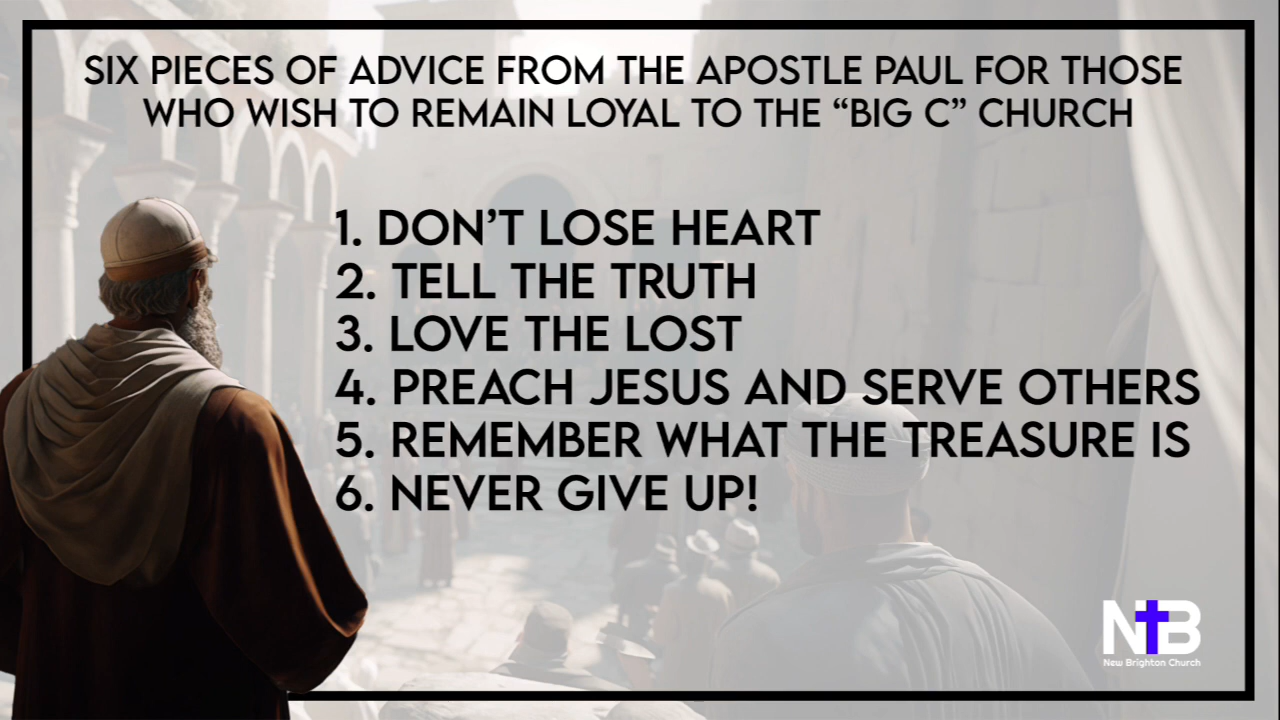 SIX PIECES OF ADVICE FROM THE APOSTLE PAUL FOR THOSE
WHO WISH TO REMAIN LOYAL TO THE “BIG C” CHURCH
1. DON’T LOSE HEART
2. TELL THE TRUTH
3. LOVE THE LOST
4. PREACH JESUS AND SERVE OTHERS
5. REMEMBER WHAT THE TREASURE IS
6. NEVER GIVE UP!
NB
New Brighton Church